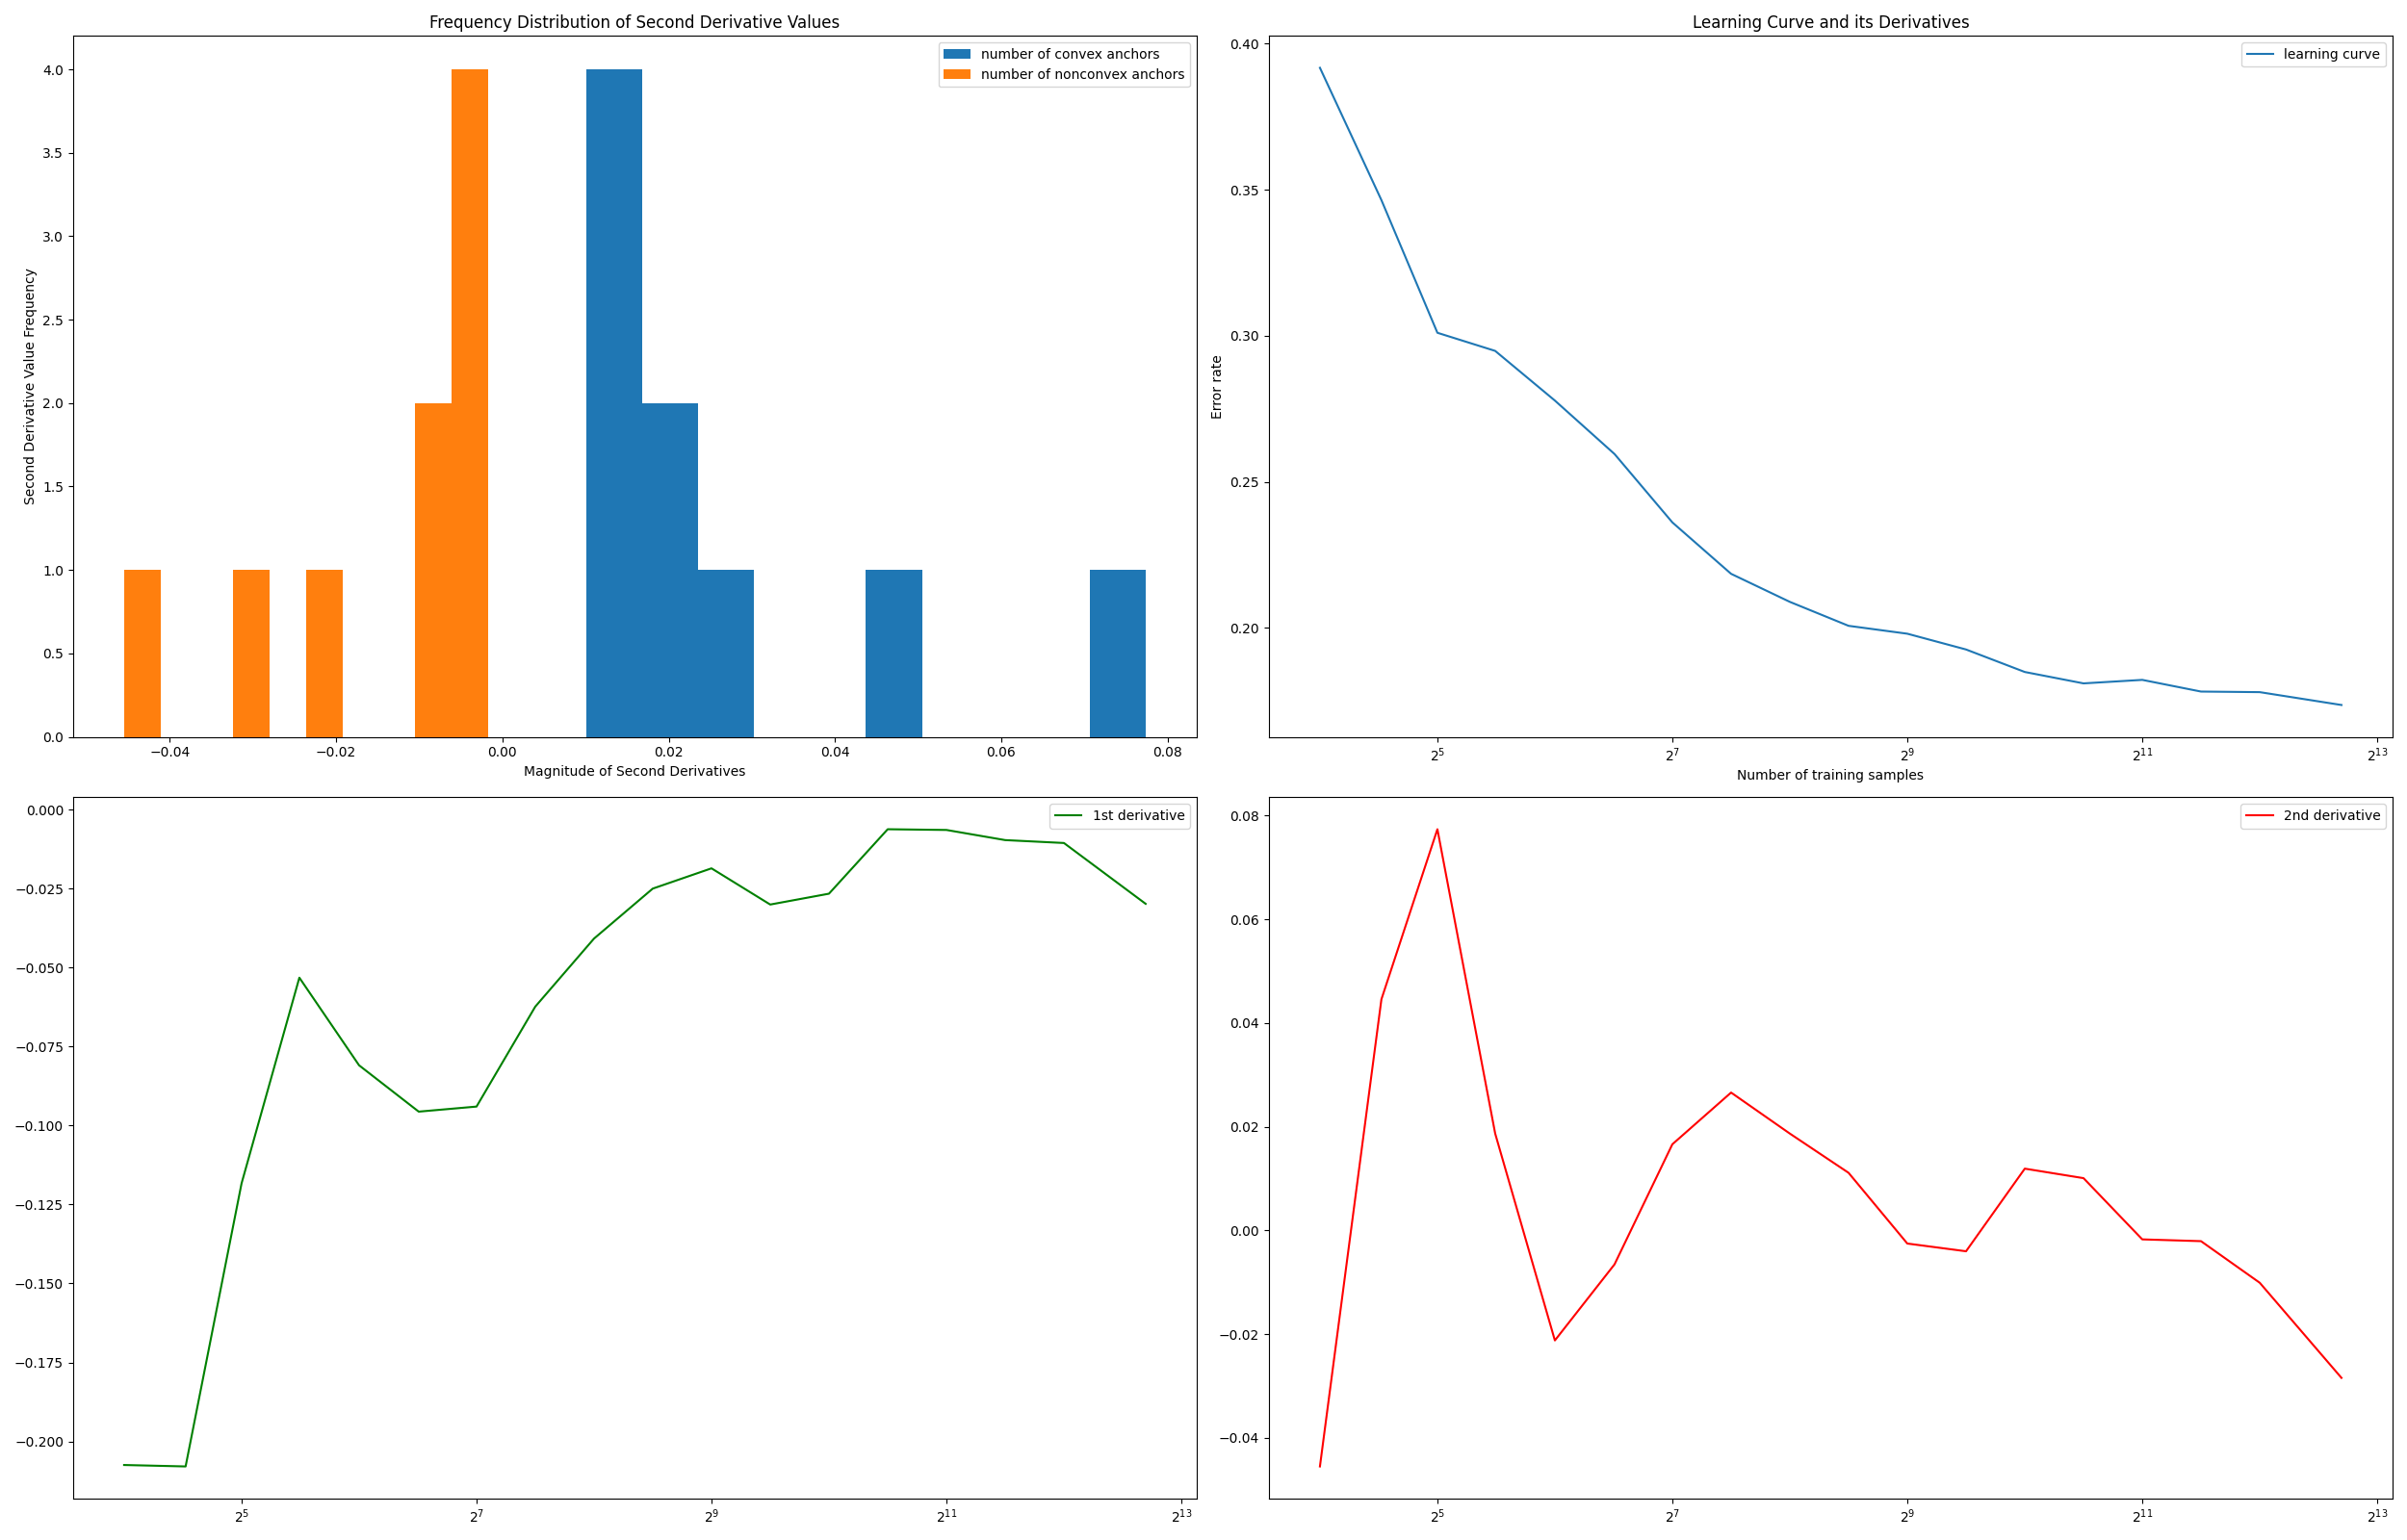 Frequency Distribution of Second Derivative Values
number of convex anchors
number of nonconvex anchors
Second Derivative Value Frequency
4.0
3.5
3.0
2.5
2.0
1.5
1.0
0.5
0.0
−0.04 −0.02 0.00 0.02 0.04 0.06 0.08
Magnitude of Second Derivatives
Learning Curve and its Derivatives
learning curve
Error rate
0.40
0.35
0.30
0.25
0.20
2^5 2^7 2^9 2^11 2^13
Number of training samples
1st derivative
0.000
−0.025
−0.050
−0.075
−0.100
−0.125
−0.150
−0.175
−0.200
2^5 2^7 2^9 2^11 2^13
2nd derivative
0.08
0.06
0.04
0.02
0.00
−0.02
−0.04
2^5 2^7 2^9 2^11 2^13